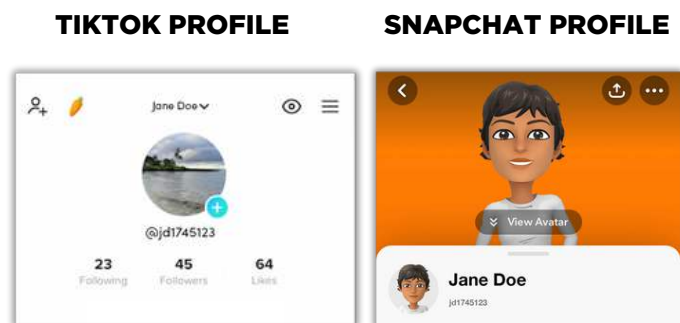 TIKTOK PROFILE
SNAPCHAT PROFILE
Jane Doe
@jd1745123
23 45 64
Following Followers Likes
View Avatar
Jane Doe
jd1745123